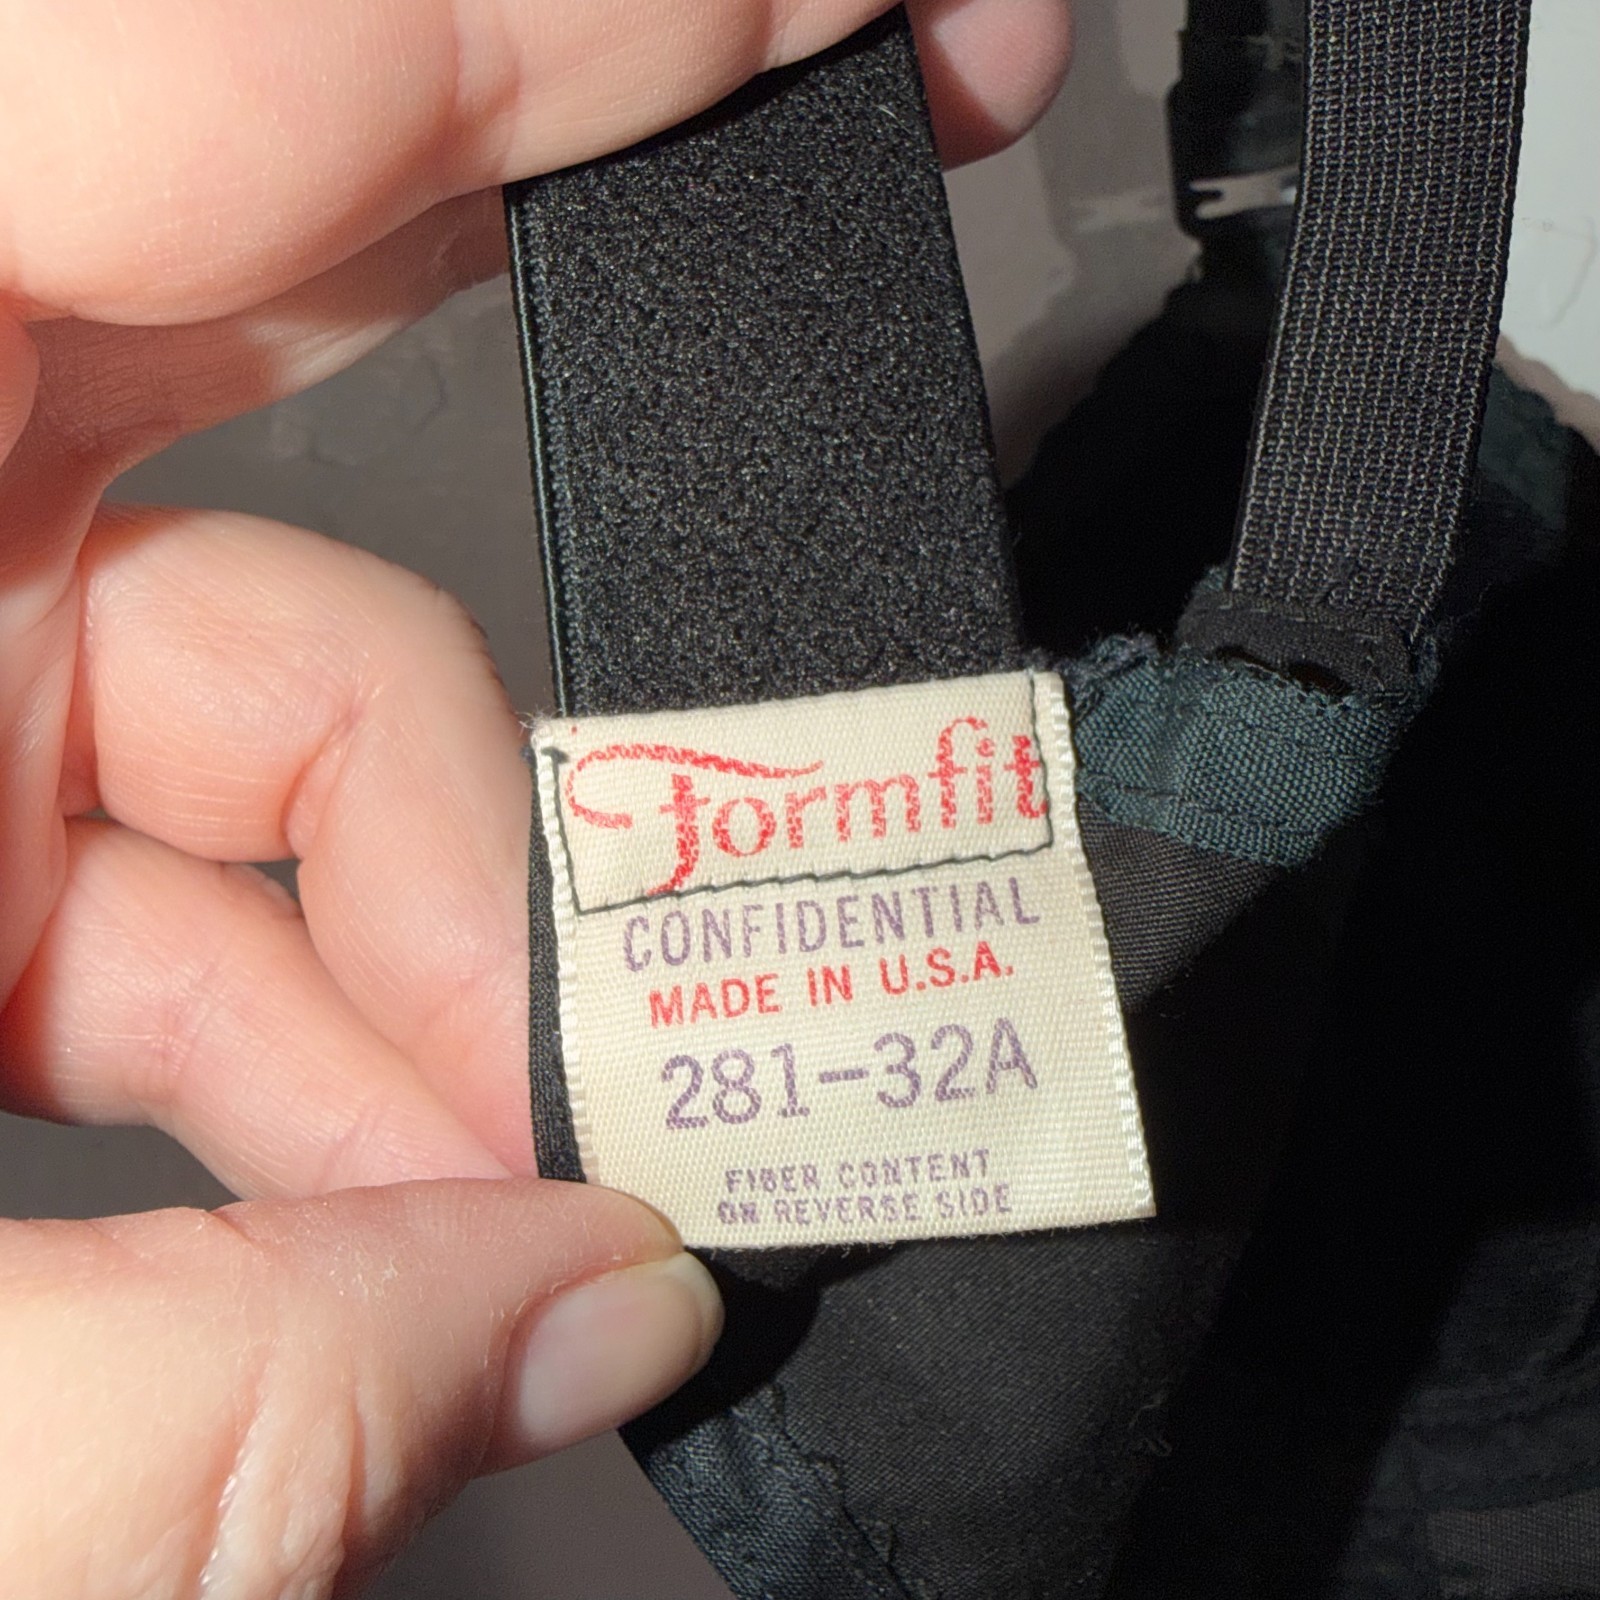 Formfit
CONFIDENTIAL
MADE IN U.S.A.
281-32A
FIBER CONTENT
ON REVERSE SIDE